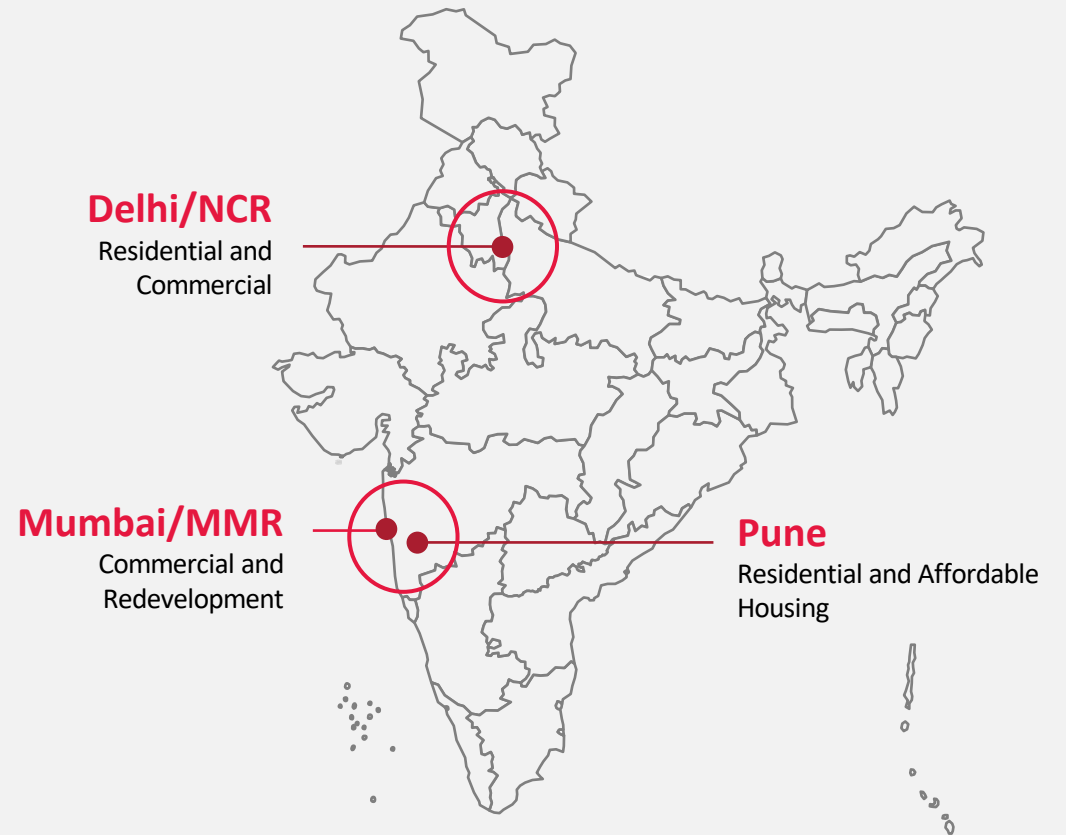 Delhi/NCR
Residential and
Commercial
Mumbai/MMR
Commercial and
Redevelopment
Pune
Residential and Affordable
Housing